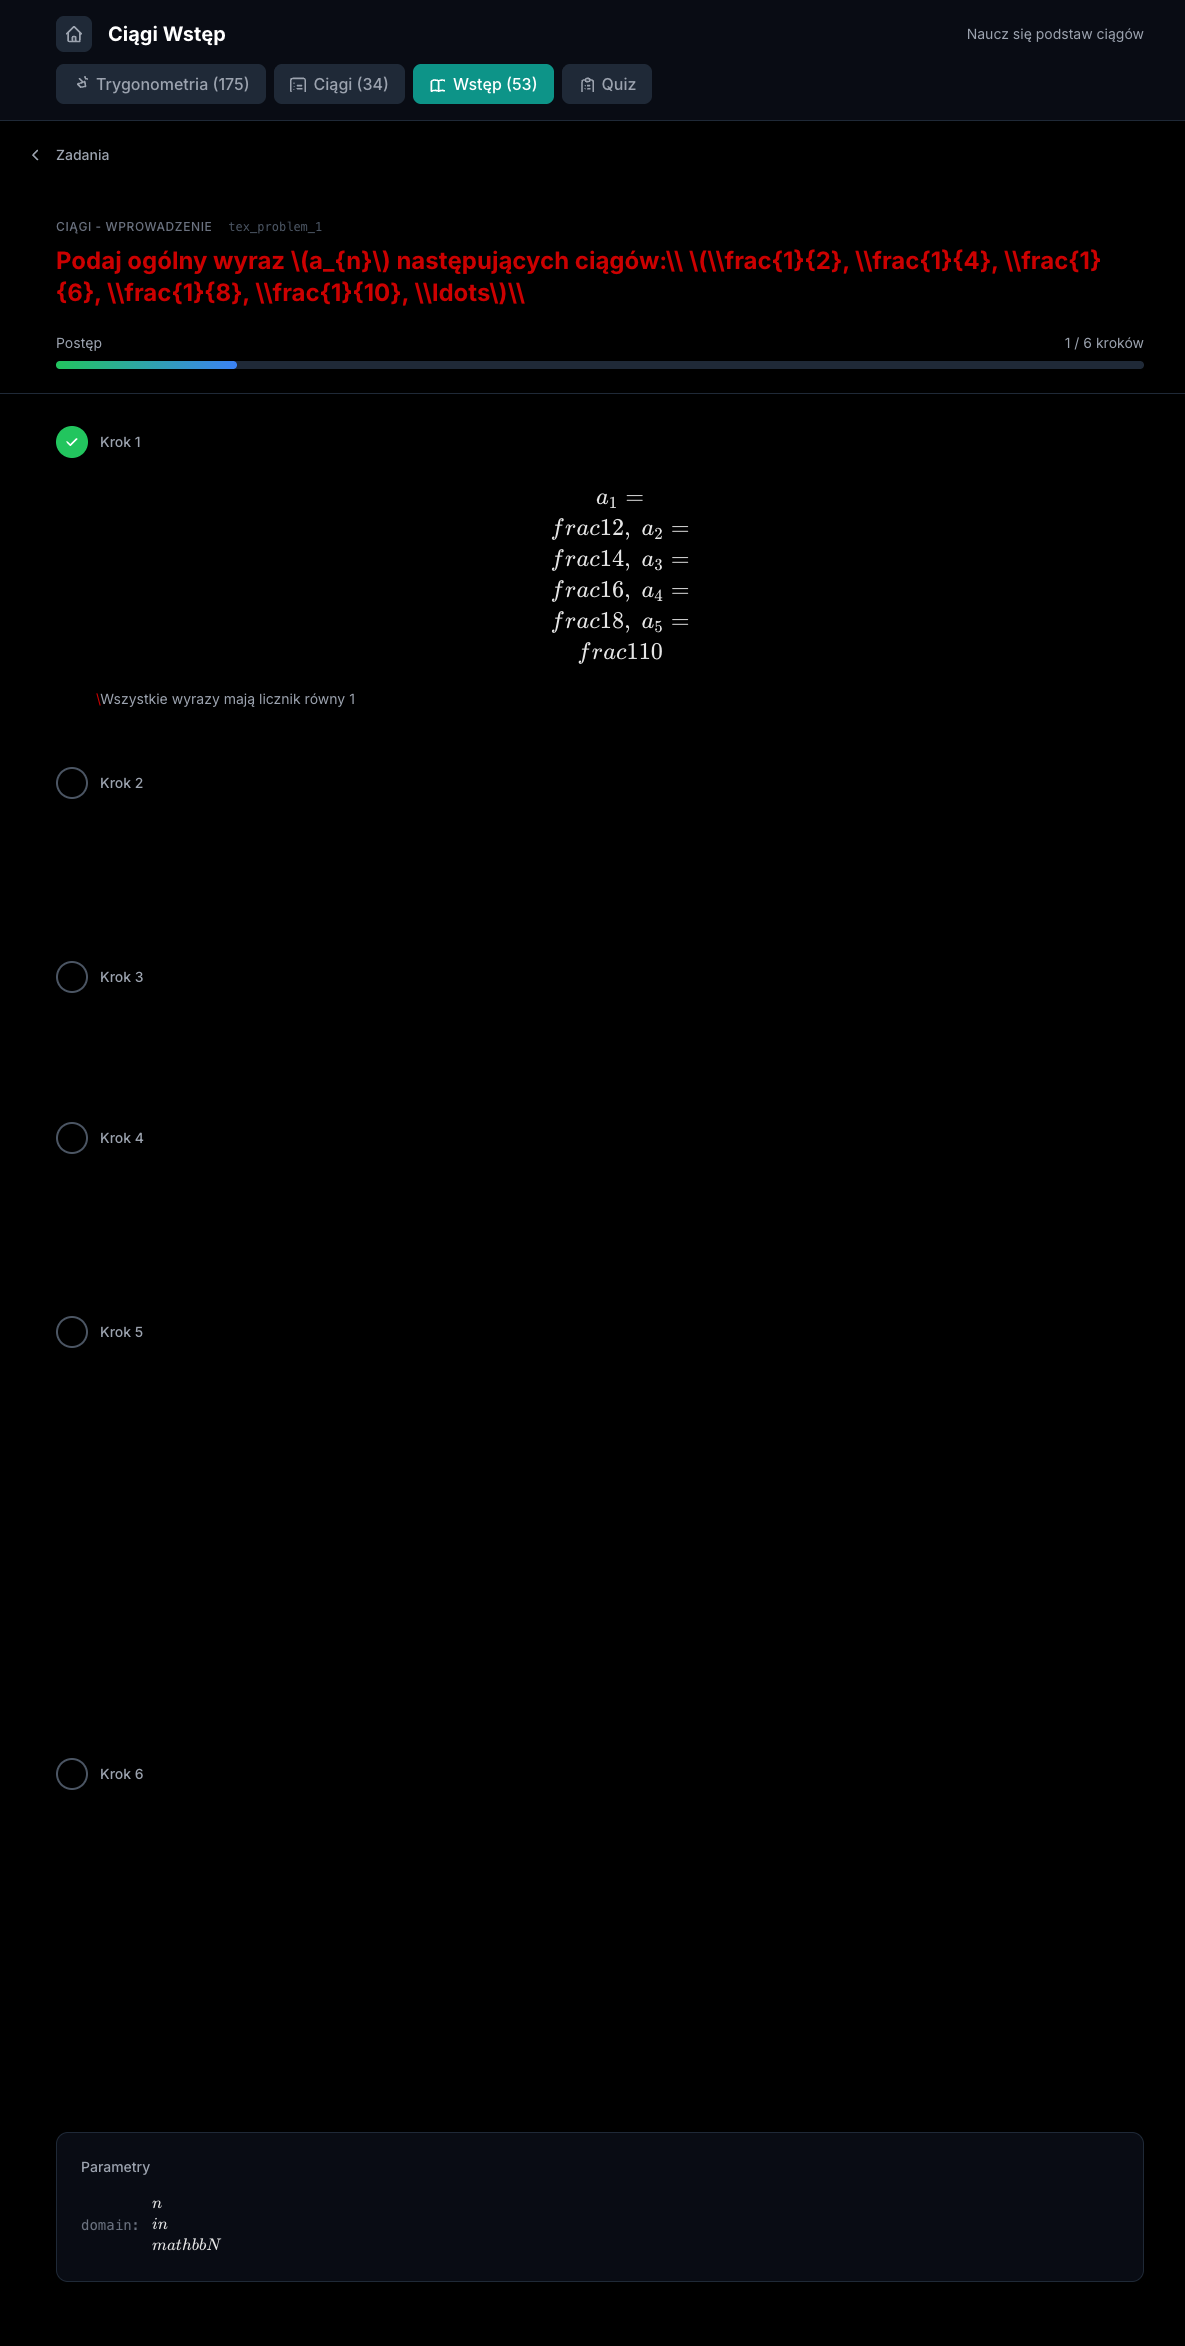 Ciągi Wstęp
Naucz się podstaw ciągów
Trygonometria (175)
Ciągi (34)
Wstęp (53)
Quiz
Zadania
CIĄGI - WPROWADZENIE tex_problem_1
Podaj ogólny wyraz \(a_{n}\) następujących ciągów:\\ \(\\frac{1}{2}, \\frac{1}{4}, \\frac{1}
{6}, \\frac{1}{8}, \\frac{1}{10}, \\ldots\)\\
Postęp
1 / 6 kroków
Krok 1
a₁ =
frac12, a₂ =
frac14, a₃ =
frac16, a₄ =
frac18, a₅ =
frac110
\Wszystkie wyrazy mają licznik równy 1
Krok 2
Krok 3
Krok 4
Krok 5
Krok 6
Parametry
domain:
n
in
mathbbN